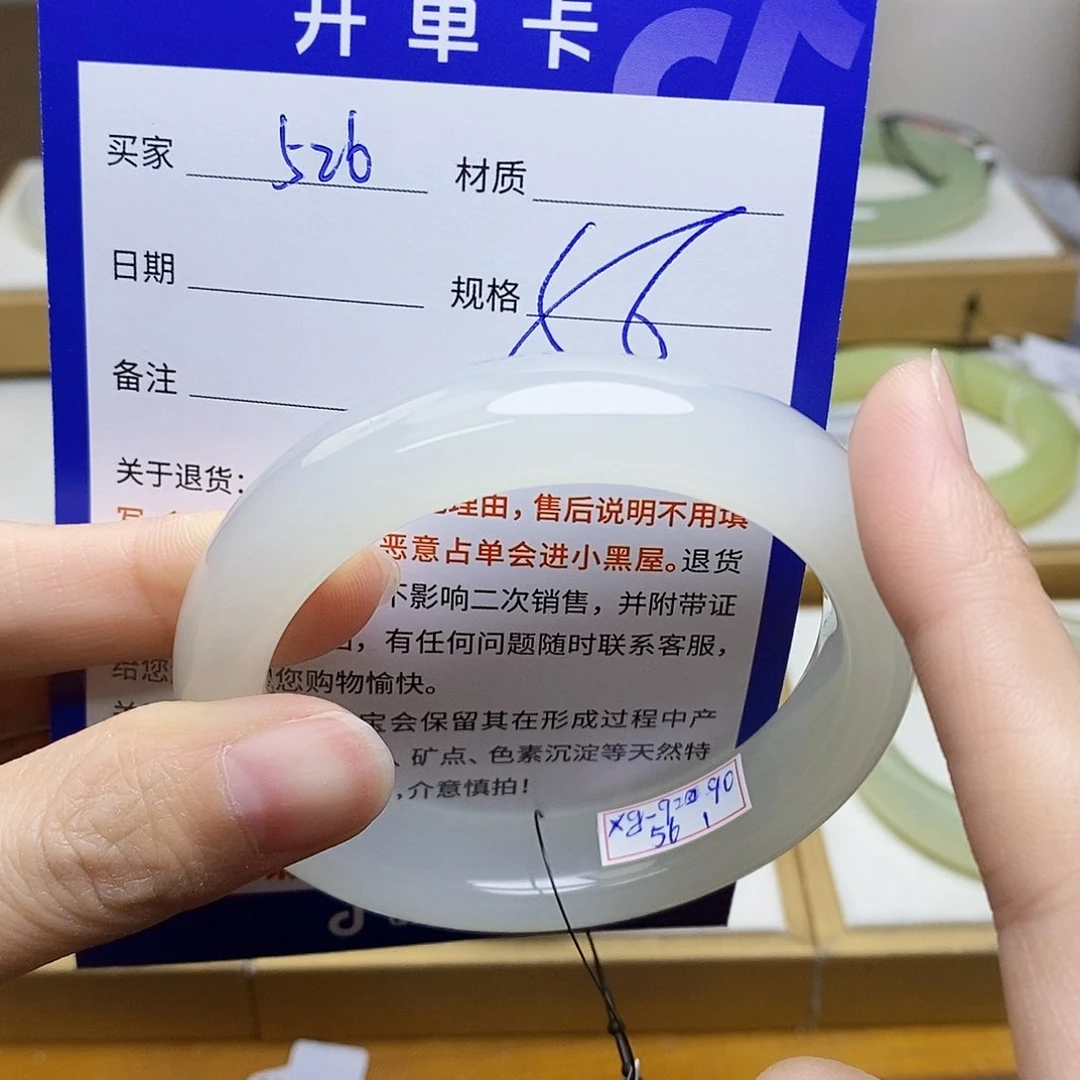 开单卡
买家 526 材质
日期 规格
备注
关于退货:
理由，售后说明不用填
恶意占单会进小黑屋。退货
不影响二次销售，并附带证
，有任何问题随时联系客服，
给您 您购物愉快。
宝会保留其在形成过程中产
、矿点、色素沉淀等天然特
，介意慎拍！
56 1